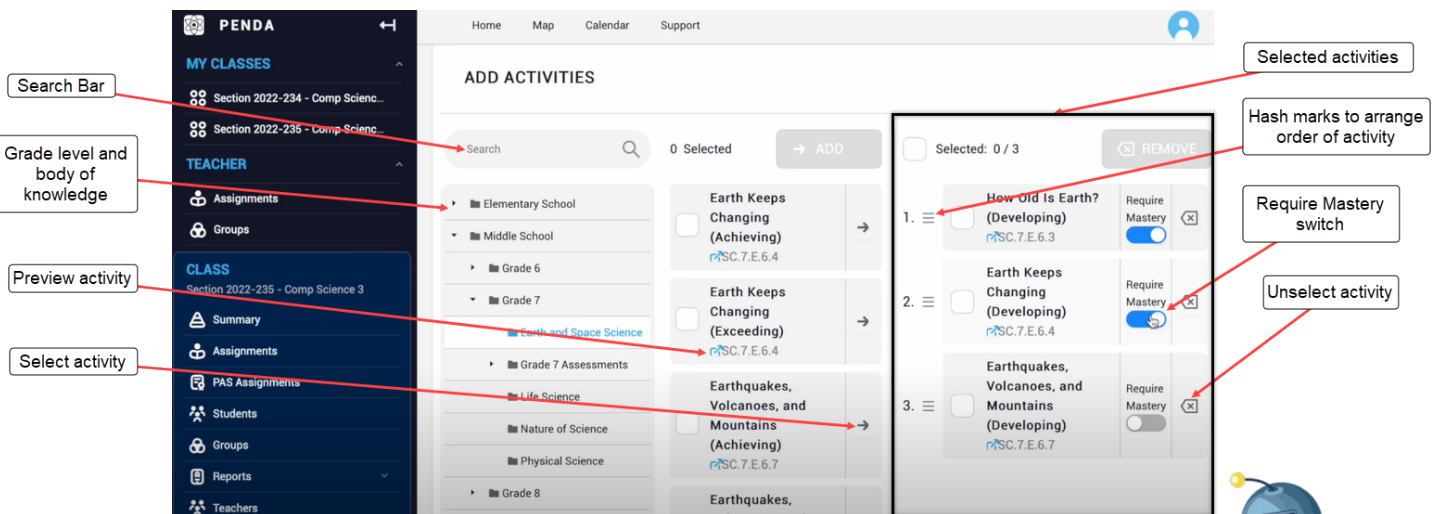 PENDA
Home Map Calendar Support
MY CLASSES
Section 2022-234 - Comp Scienc...
Section 2022-235 - Comp Scienc...
TEACHER
Assignments
Groups
CLASS
Section 2022-235 - Comp Science 3
Summary
Assignments
PAS Assignments
Students
Groups
Reports
Teachers
Search Bar
Grade level and
body of
knowledge
Preview activity
Select activity
ADD ACTIVITIES
Search
Elementary School
Middle School
Grade 6
Grade 7
Earth and Space Science
Grade 7 Assessments
Life Science
Nature of Science
Physical Science
Grade 8
0 Selected
→ ADD
Earth Keeps
Changing
(Achieving)
SC.7.E.6.4
Earth Keeps
Changing
(Exceeding)
SC.7.E.6.4
Earthquakes,
Volcanoes, and
Mountains
(Achieving)
SC.7.E.6.7
Earthquakes,
Selected: 0 / 3
REMOVE
1.
How Old Is Earth?
(Developing)
SC.7.E.6.3
Require
Mastery
2.
Earth Keeps
Changing
(Developing)
SC.7.E.6.4
Require
Mastery
3.
Earthquakes,
Volcanoes, and
Mountains
(Developing)
SC.7.E.6.7
Require
Mastery
Selected activities
Hash marks to arrange
order of activity
Require Mastery
switch
Unselect activity